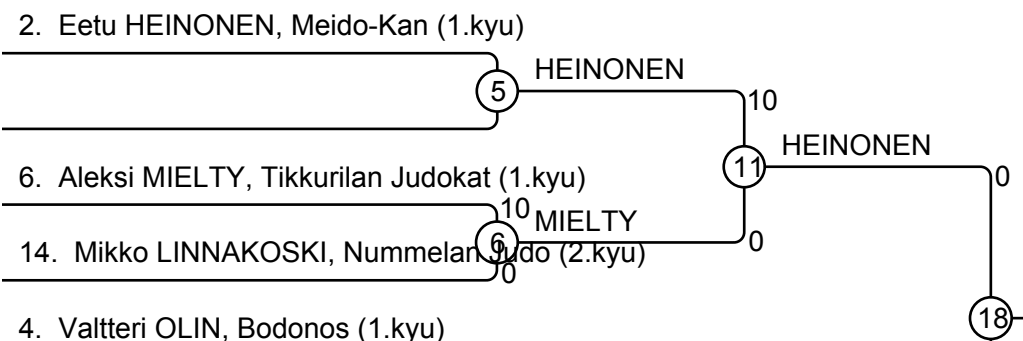 2. Eetu HEINONEN, Meido-Kan (1.kyu)
HEINONEN
5
10
HEINONEN
6. Aleksi MIELTY, Tikkurilan Judokat (1.kyu)
11
0
10
MIELTY
6
0
14. Mikko LINNAKOSKI, Nummelan Judo (2.kyu)
0
18
4. Valtteri OLIN, Bodonos (1.kyu)